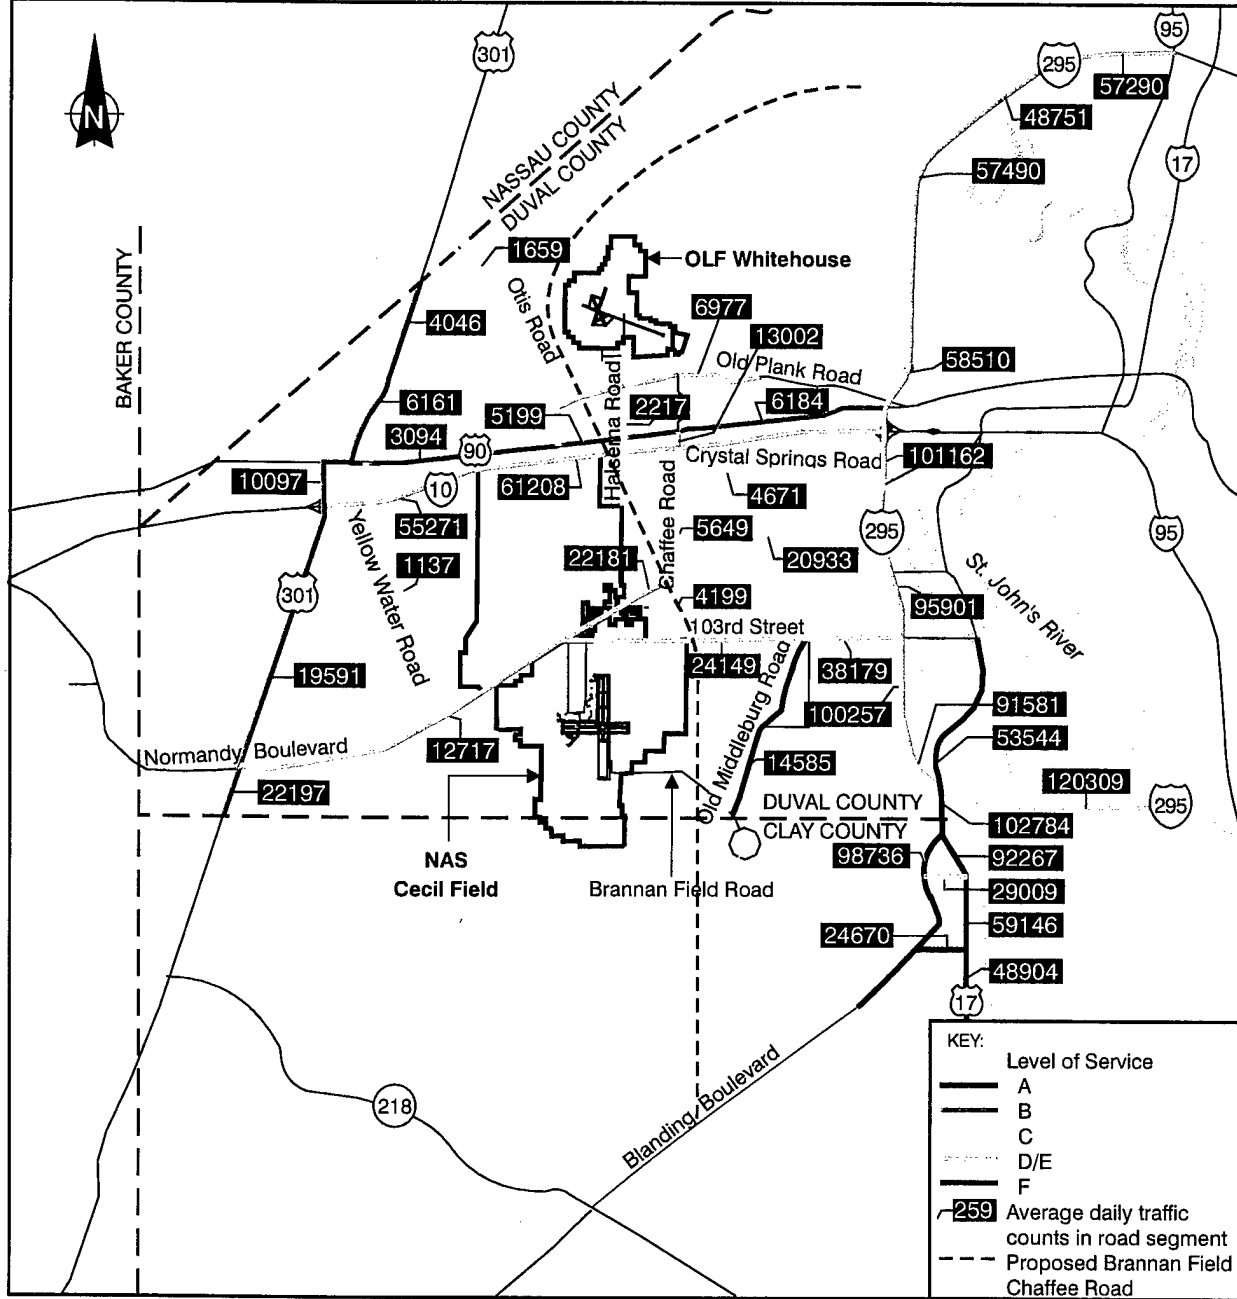 95
301
295
57290
48751
N
17
57490
NASSAU COUNTY
DUVAL COUNTY
1659
OLF Whitehouse
BAKER COUNTY
Otis Road
6977
4046
13002
58510
Old Plank Road
6161
5199
2217
6184
3094
90
Halsema Road
Crystal Springs Road
101162
10097
10
61208
4671
Chaffee Road
55271
5649
295
95
Yellow Water Road
1137
22181
20933
St. John's River
301
4199
95901
103rd Street
19591
24149
38179
Old Middleburg Road
100257
91581
Normandy Boulevard
12717
53544
14585
120309
22197
DUVAL COUNTY
295
CLAY COUNTY
102784
NAS
Cecil Field
Brannan Field Road
98736
92267
29009
24670
59146
48904
17
218
Blanding Boulevard
KEY:
Level of Service
A
B
C
D/E
F
259 Average daily traffic
counts in road segment
Proposed Brannan Field
Chaffee Road